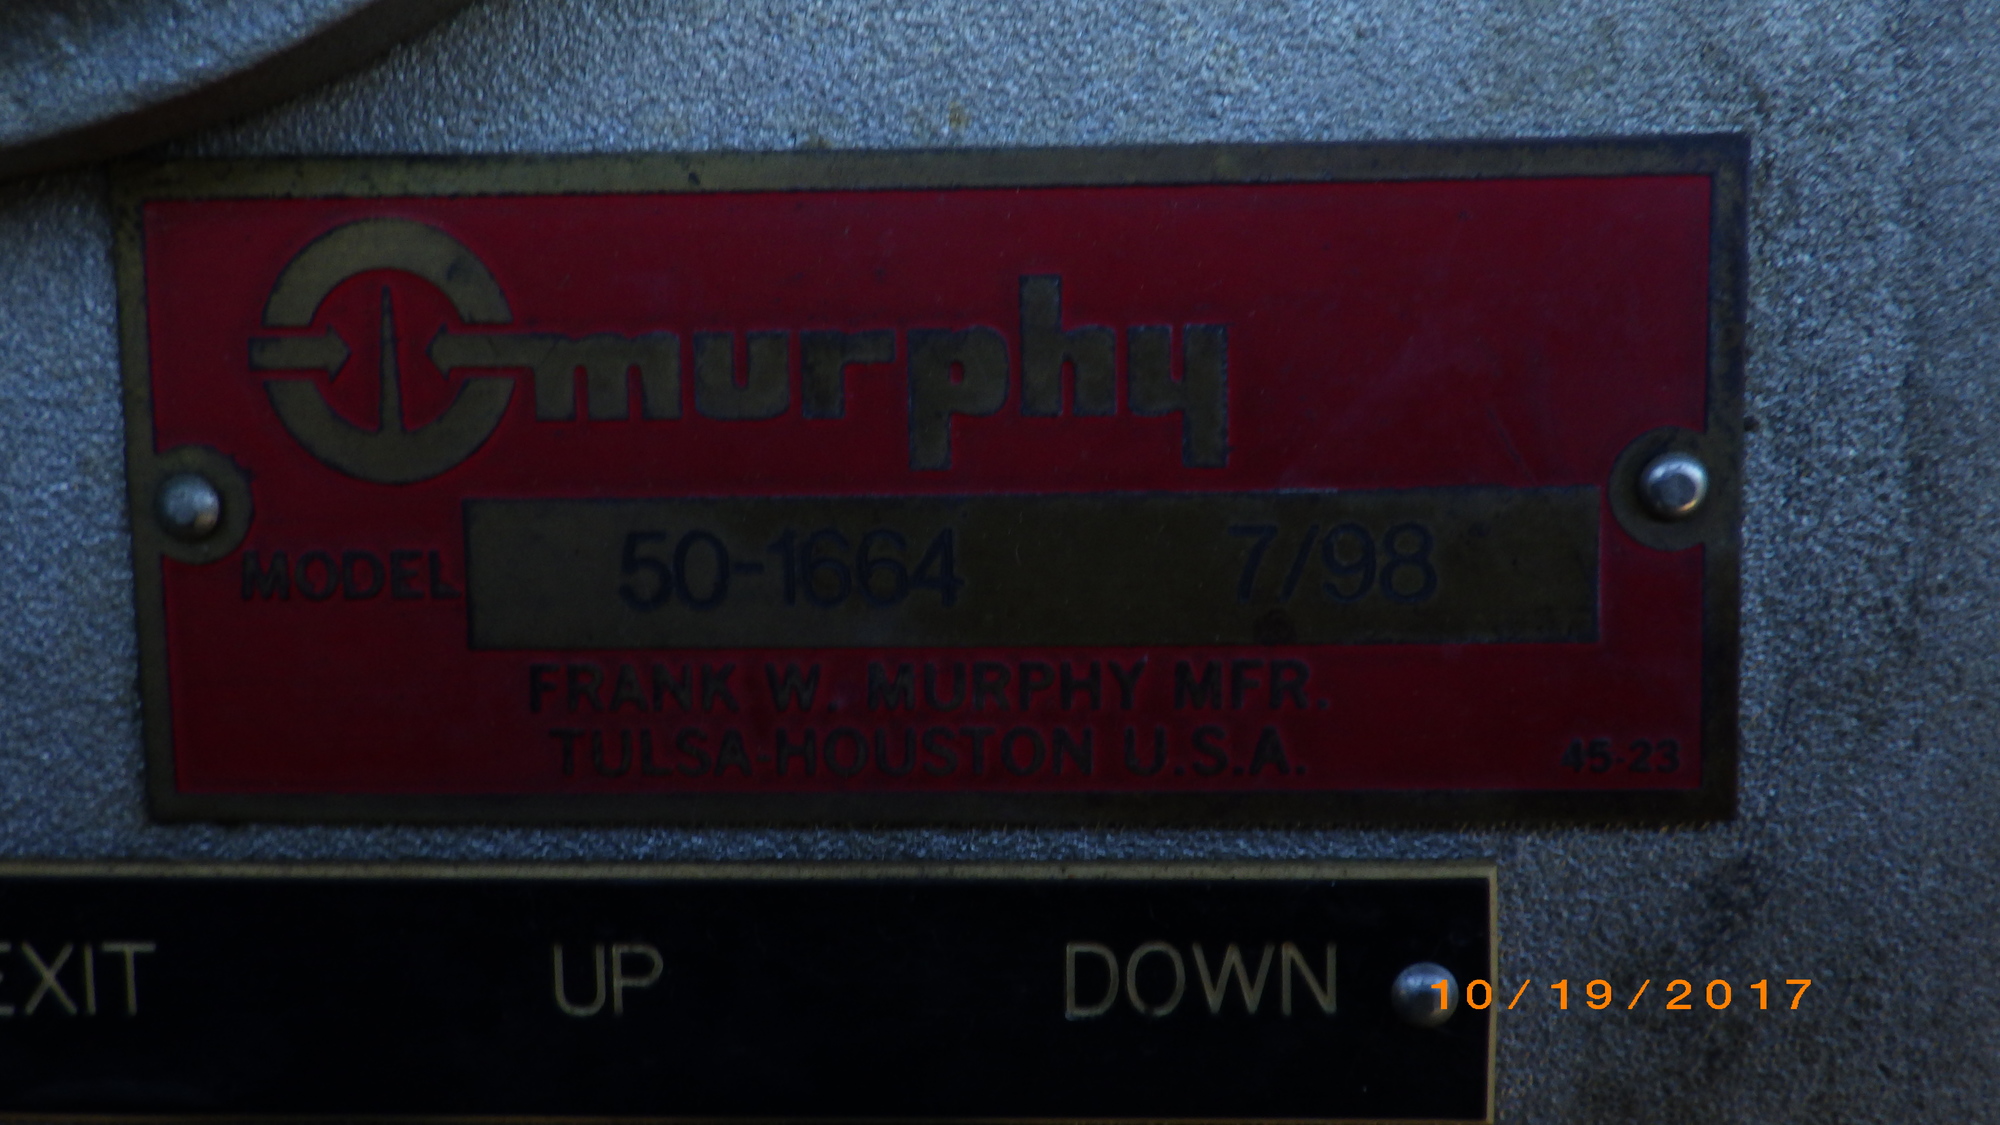 murphy
MODEL 50-1664 7/98
FRANK W. MURPHY MFR.
TULSA-HOUSTON U.S.A.
45-23
EXIT UP DOWN
10/19/2017